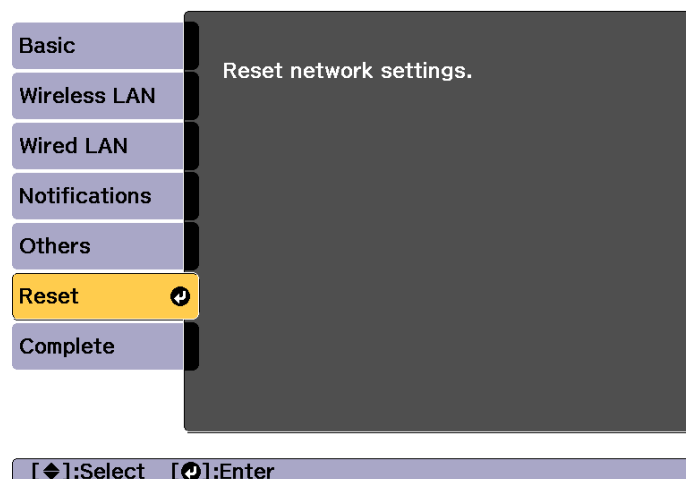 Basic
Wireless LAN
Wired LAN
Notifications
Others
Reset
Complete
Reset network settings.
[◆]:Select [⏎]:Enter